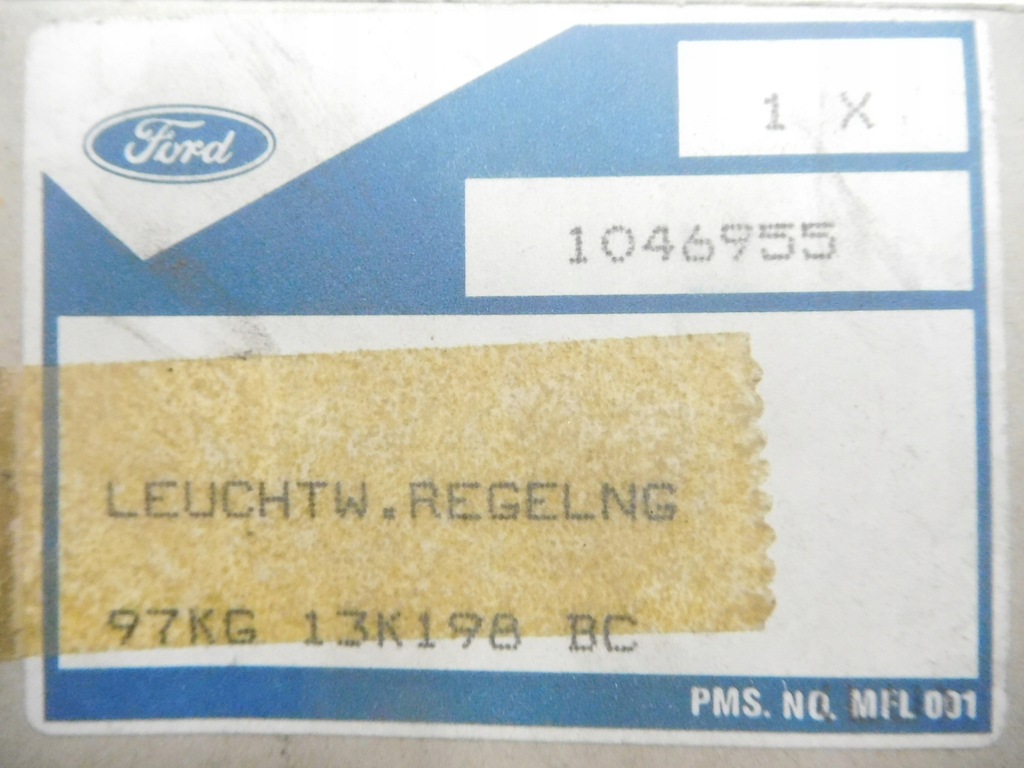 Ford
1 X
1046955
LEUCHTW.REGELNG
97KG 13K198 BC
PMS. NO. MFL 001